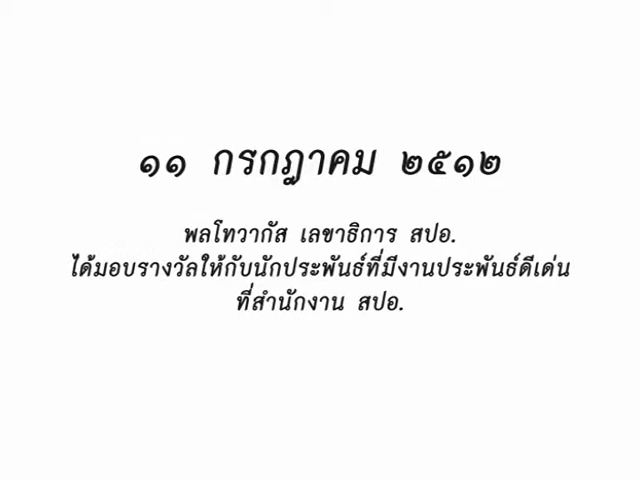 ๑๑ กรกฎาคม ๒๕๑๒
พลโทวากัส เลขาธิการ สปอ.
ได้มอบรางวัลให้กับนักประพันธ์ที่มีงานประพันธ์ดีเด่น
ที่สำนักงาน สปอ.